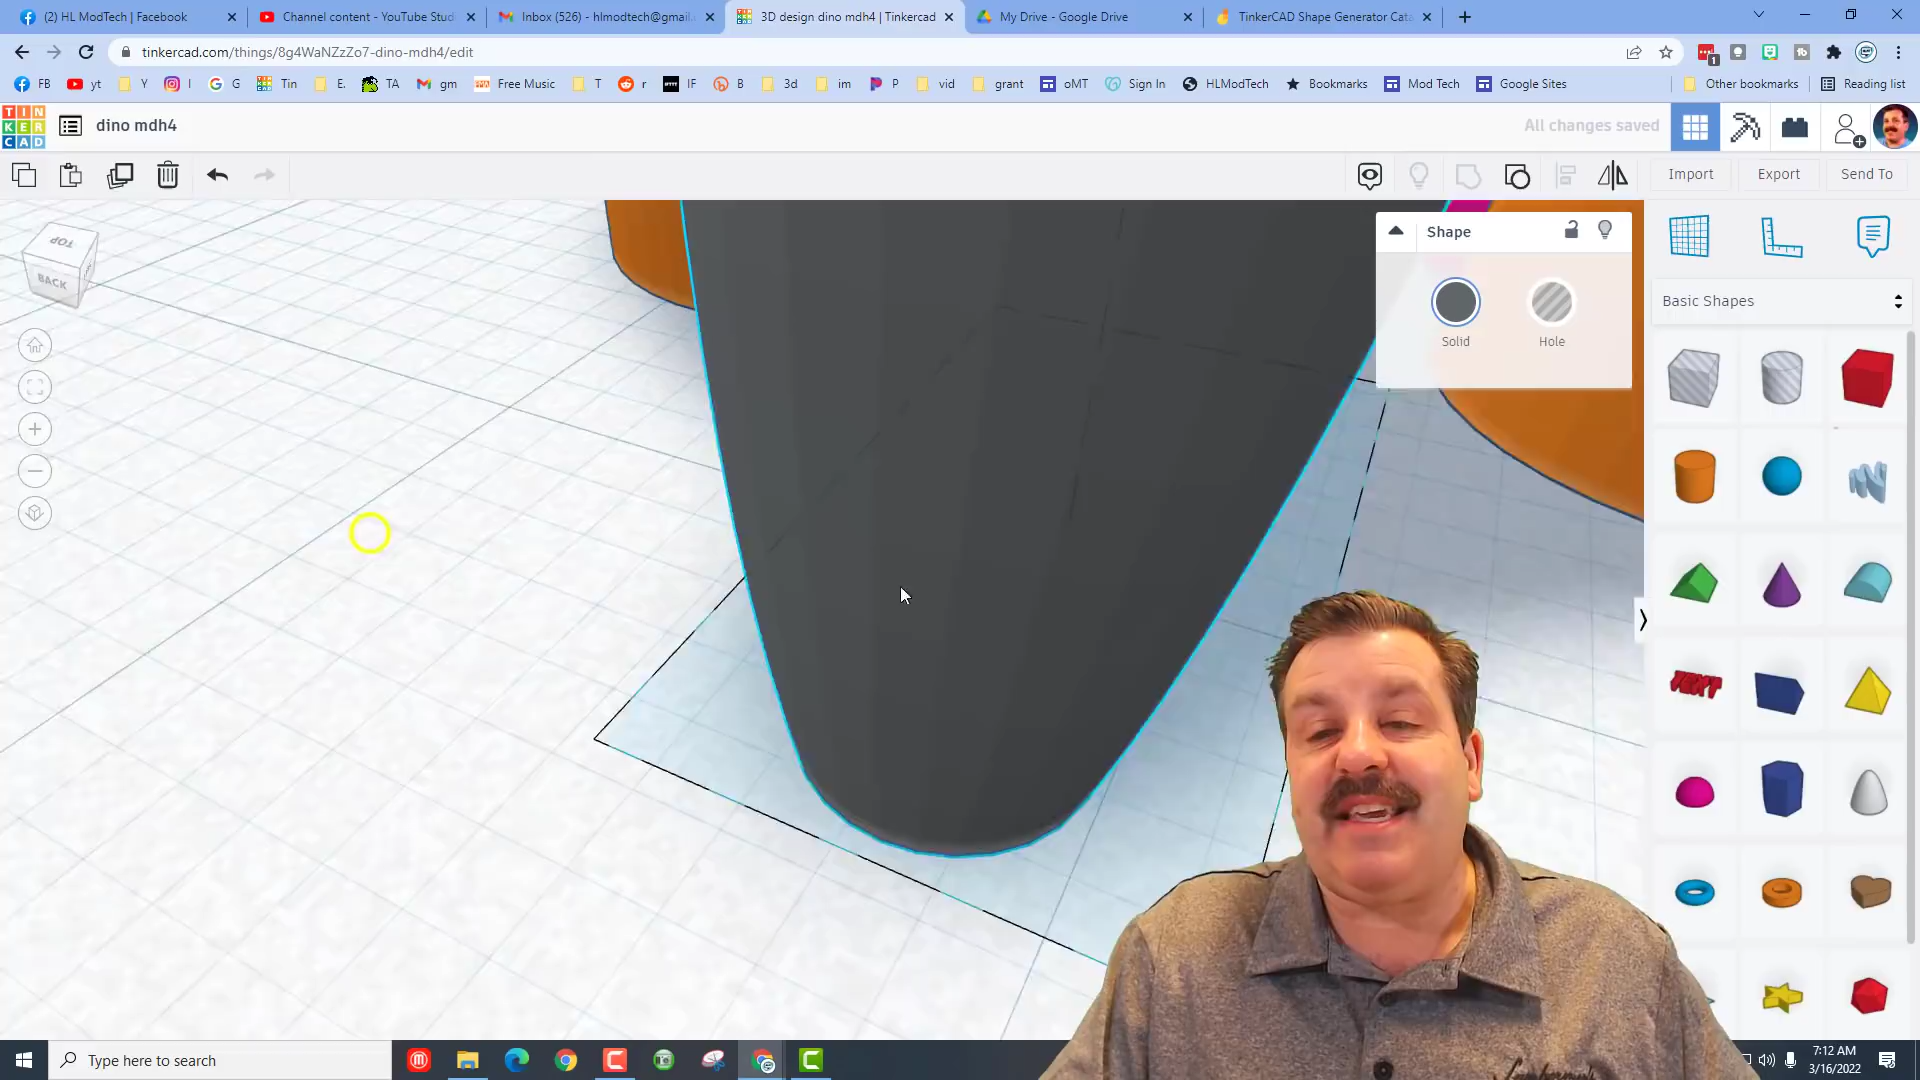 (2) HL ModTech | Facebook
Channel content - YouTube Stud
Inbox (526) - hlmodtech@gmail.
3D design dino mdh4 | Tinkercad
My Drive - Google Drive
TinkerCAD Shape Generator Cata
tinkercad.com/things/8g4WaNZzZo7-dino-mdh4/edit
1
FB
yt
Y
I
G
Tin
E.
TA
gm
Free Music
T
r
IF
B
3d
im
P
vid
grant
oMT
Sign In
HLModTech
Bookmarks
Mod Tech
Google Sites
Other bookmarks
Reading list
TIN
KER
CAD
dino mdh4
All changes saved
Import
Export
Send To
TOP
BACK
Shape
Solid
Hole
Basic Shapes
TEXT
Type here to search
7:12 AM
3/16/2022